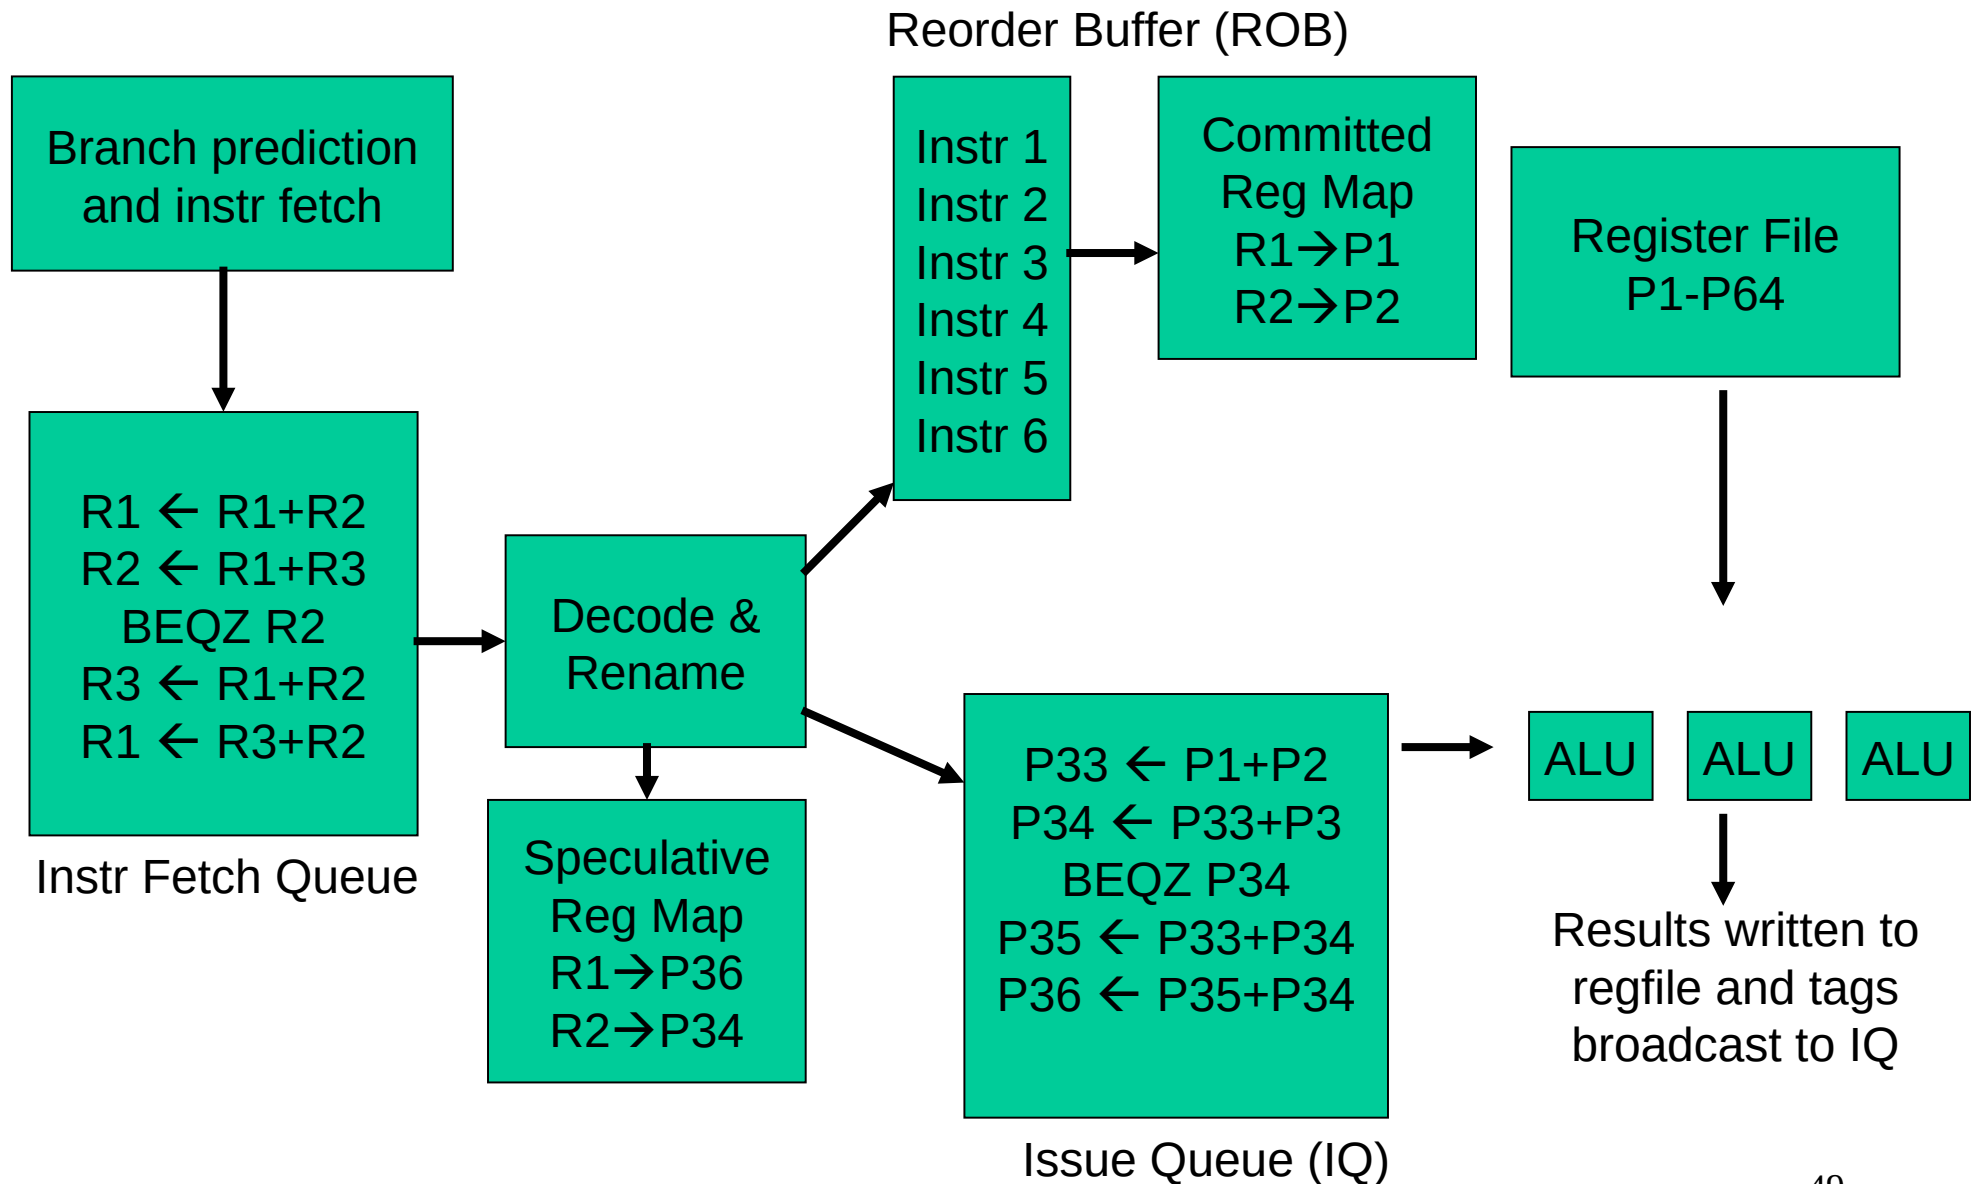 Reorder Buffer (ROB)
Branch prediction
and instr fetch
Instr 1
Instr 2
Instr 3
Instr 4
Instr 5
Instr 6
Committed
Reg Map
R1→P1
R2→P2
Register File
P1-P64
R1 ← R1+R2
R2 ← R1+R3
BEQZ R2
R3 ← R1+R2
R1 ← R3+R2
Instr Fetch Queue
Decode &
Rename
Speculative
Reg Map
R1→P36
R2→P34
P33 ← P1+P2
P34 ← P33+P3
BEQZ P34
P35 ← P33+P34
P36 ← P35+P34
Issue Queue (IQ)
ALU
ALU
ALU
Results written to
regfile and tags
broadcast to IQ